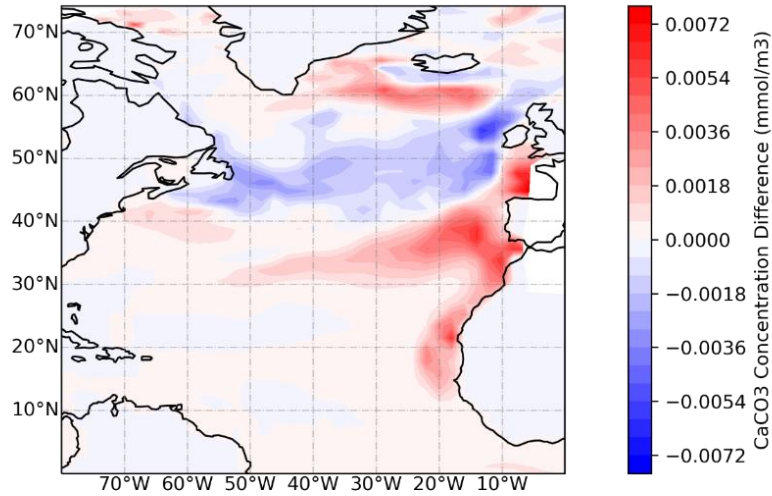 70°N
60°N
50°N
40°N
30°N
20°N
10°N
70°W 60°W 50°W 40°W 30°W 20°W 10°W
0.0072
0.0054
0.0036
0.0018
0.0000
−0.0018
−0.0036
−0.0054
−0.0072
CaCO3 Concentration Difference (mmol/m3)